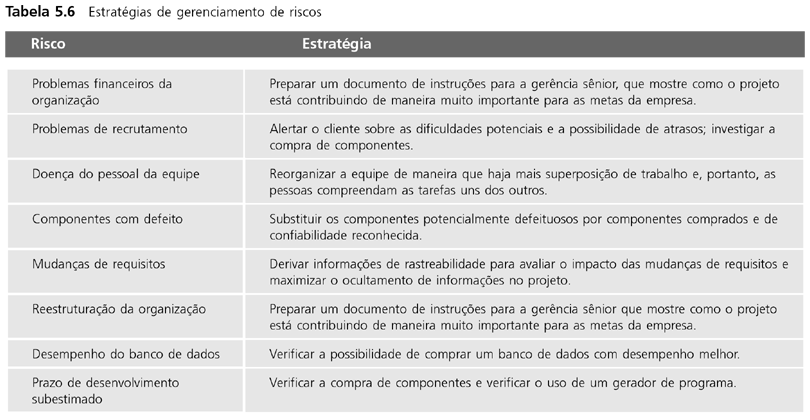 Tabela 5.6 Estratégias de gerenciamento de riscos
Risco Estratégia
Problemas financeiros da organização
Preparar um documento de instruções para a gerência sênior, que mostre como o projeto
está contribuindo de maneira muito importante para as metas da empresa.
Problemas de recrutamento
Alertar o cliente sobre as dificuldades potenciais e a possibilidade de atrasos; investigar a
compra de componentes.
Doença do pessoal da equipe
Reorganizar a equipe de maneira que haja mais superposição de trabalho e, portanto, as
pessoas compreendam as tarefas uns dos outros.
Componentes com defeito
Substituir os componentes potencialmente defeituosos por componentes comprados e de
confiabilidade reconhecida.
Mudanças de requisitos
Derivar informações de rastreabilidade para avaliar o impacto das mudanças de requisitos e
maximizar o ocultamento de informações no projeto.
Reestruturação da organização
Preparar um documento de instruções para a gerência sênior que mostre como o projeto
está contribuindo de maneira muito importante para as metas da empresa.
Desempenho do banco de dados
Verificar a possibilidade de comprar um banco de dados com desempenho melhor.
Prazo de desenvolvimento
subestimado
Verificar a compra de componentes e verificar o uso de um gerador de programa.